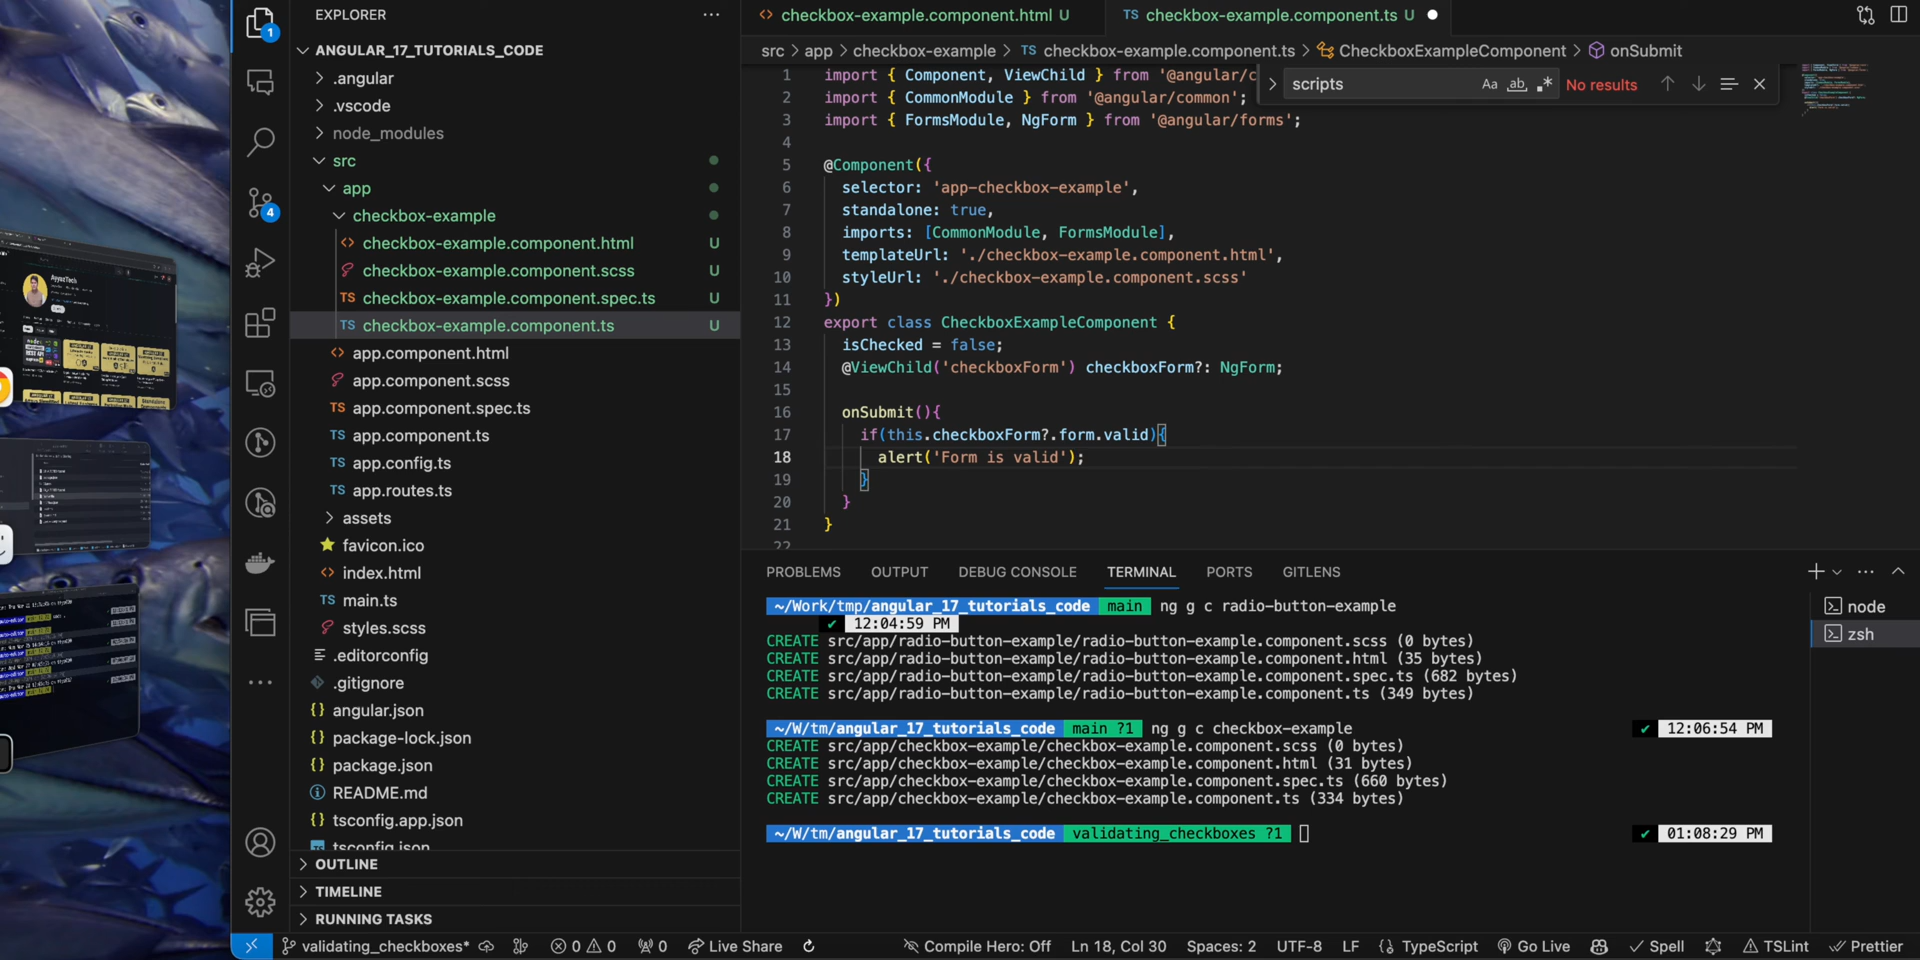 EXPLORER
ANGULAR_17_TUTORIALS_CODE
.angular
.vscode
node_modules
src
app
checkbox-example
checkbox-example.component.html U
checkbox-example.component.scss U
checkbox-example.component.spec.ts U
checkbox-example.component.ts U
app.component.html
app.component.scss
app.component.spec.ts
app.component.ts
app.config.ts
app.routes.ts
assets
favicon.ico
index.html
main.ts
styles.scss
.editorconfig
.gitignore
angular.json
package-lock.json
package.json
README.md
tsconfig.app.json
tsconfig.json
OUTLINE
TIMELINE
RUNNING TASKS
1
4
checkbox-example.component.html U
TS checkbox-example.component.ts U
src > app > checkbox-example > TS checkbox-example.component.ts > CheckboxExampleComponent > onSubmit
scripts Aa ab .* No results
1 import { Component, ViewChild } from '@angular/c
2 import { CommonModule } from '@angular/common';
3 import { FormsModule, NgForm } from '@angular/forms';
4
5 @Component({
6 selector: 'app-checkbox-example',
7 standalone: true,
8 imports: [CommonModule, FormsModule],
9 templateUrl: './checkbox-example.component.html',
10 styleUrl: './checkbox-example.component.scss'
11 })
12 export class CheckboxExampleComponent {
13 isChecked = false;
14 @ViewChild('checkboxForm') checkboxForm?: NgForm;
15
16 onSubmit(){
17 if(this.checkboxForm?.form.valid){
18 alert('Form is valid');
19 }
20 }
21 }
22
PROBLEMS OUTPUT DEBUG CONSOLE TERMINAL PORTS GITLENS
~/Work/tmp/angular_17_tutorials_code main ng g c radio-button-example
✔ 12:04:59 PM
CREATE src/app/radio-button-example/radio-button-example.component.scss (0 bytes)
CREATE src/app/radio-button-example/radio-button-example.component.html (35 bytes)
CREATE src/app/radio-button-example/radio-button-example.component.spec.ts (682 bytes)
CREATE src/app/radio-button-example/radio-button-example.component.ts (349 bytes)
~/W/tm/angular_17_tutorials_code main ?1 ng g c checkbox-example ✔ 12:06:54 PM
CREATE src/app/checkbox-example/checkbox-example.component.scss (0 bytes)
CREATE src/app/checkbox-example/checkbox-example.component.html (31 bytes)
CREATE src/app/checkbox-example/checkbox-example.component.spec.ts (660 bytes)
CREATE src/app/checkbox-example/checkbox-example.component.ts (334 bytes)
~/W/tm/angular_17_tutorials_code validating_checkboxes ?1 ✔ 01:08:29 PM
node
zsh
validating_checkboxes* 0 0 0 Live Share Compile Hero: Off Ln 18, Col 30 Spaces: 2 UTF-8 LF {} TypeScript Go Live Spell TSLint Prettier